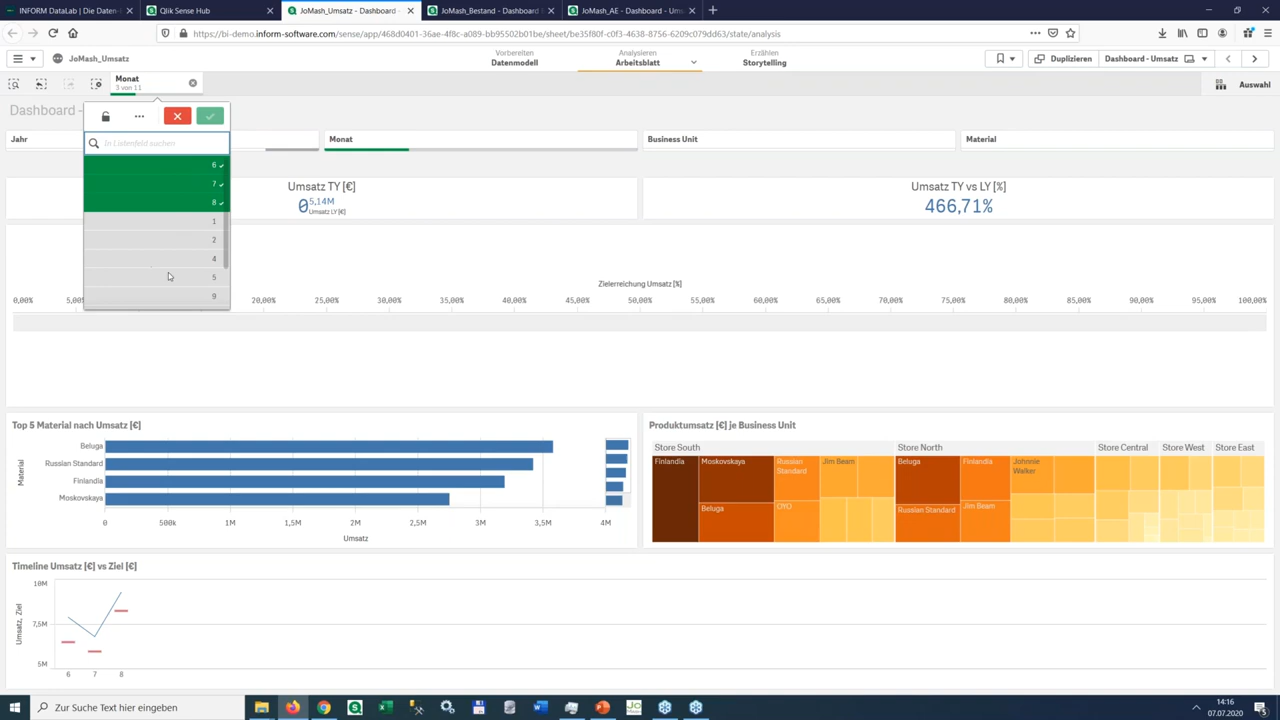 INFORM DataLab | Die Daten-
Qlik Sense Hub
JoMash_Umsatz - Dashboard -
JoMash_Bestand - Dashboard
JoMash_AE - Dashboard - Ums
https://bi-demo.inform-software.com/sense/app/468d0401-36ae-4f8c-a089-bb95502b01be/sheet/be35f80f-cf3f-4638-8756-6209c079dd63/state/analysis
JoMash_Umsatz
Vorbereiten
Datenmodell
Analysieren
Arbeitsblatt
Erzählen
Storytelling
Duplizieren
Dashboard - Umsatz
Monat
3 von 11
Auswahl
Dashboard -
In Listenfeld suchen
6
7
8
1
2
4
5
9
Jahr
Monat
Business Unit
Material
Umsatz TY [€]
0
5,14M
Umsatz LY [€]
Umsatz TY vs LY [%]
466,71%
Zielerreichung Umsatz [%]
0,00% 20,00% 25,00% 30,00% 35,00% 40,00% 45,00% 50,00% 55,00% 60,00% 65,00% 70,00% 75,00% 80,00% 85,00% 90,00% 95,00% 100,00%
Top 5 Material nach Umsatz [€]
Material
Beluga
Russian Standard
Finlandia
Moskovskaya
0 500k 1M 1,5M 2M 2,5M 3M 3,5M 4M
Umsatz
Produktumsatz [€] je Business Unit
Store South
Store North
Store Central
Store West
Store East
Finlandia
Moskovskaya
Russian Standard
Jim Beam
Beluga
OYO
Beluga
Finlandia
Johnnie Walker
Russian Standard
Jim Beam
Timeline Umsatz [€] vs Ziel [€]
Umsatz, Ziel
10M
7,5M
5M
6 7 8
Zur Suche Text hier eingeben
14:16
07.07.2020